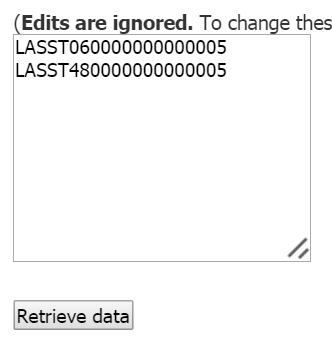 (Edits are ignored. To change thes
LASST060000000000005
LASST480000000000005
Retrieve data